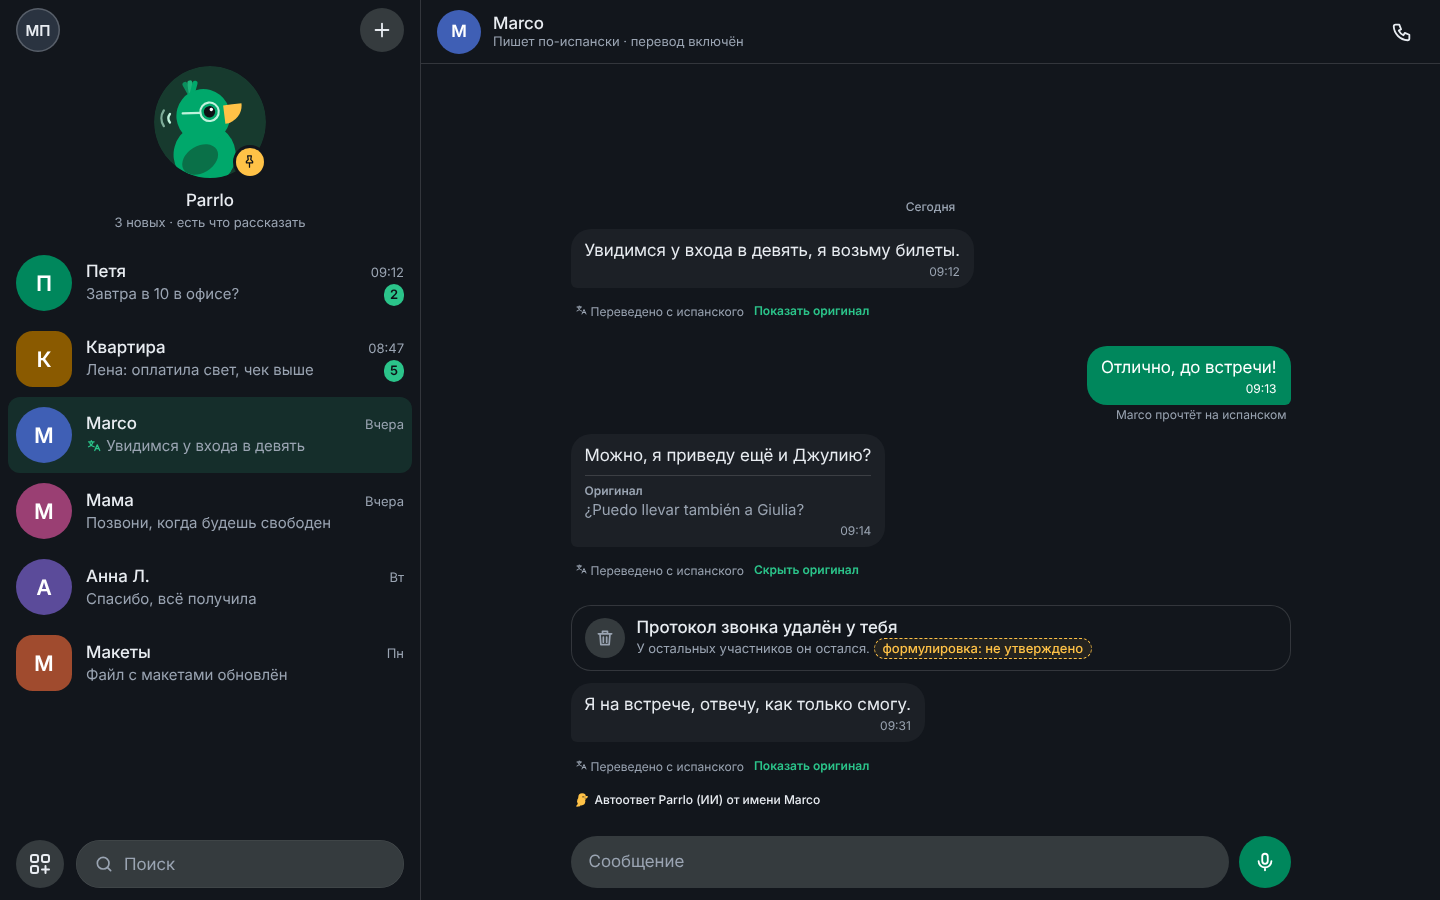 МП
Parrlo
3 новых · есть что рассказать
П
Петя
09:12
Завтра в 10 в офисе?
2
К
Квартира
08:47
Лена: оплатила свет, чек выше
5
M
Marco
Вчера
Увидимся у входа в девять
М
Мама
Вчера
Позвони, когда будешь свободен
А
Анна Л.
Вт
Спасибо, всё получила
М
Макеты
Пн
Файл с макетами обновлён
Поиск
M
Marco
Пишет по-испански · перевод включён
Сегодня
Увидимся у входа в девять, я возьму билеты.
09:12
Переведено с испанского Показать оригинал
Отлично, до встречи!
09:13
Marco прочтёт на испанском
Можно, я приведу ещё и Джулию?
Оригинал
¿Puedo llevar también a Giulia?
09:14
Переведено с испанского Скрыть оригинал
Протокол звонка удалён у тебя
У остальных участников он остался. формулировка: не утверждено
Я на встрече, отвечу, как только смогу.
09:31
Переведено с испанского Показать оригинал
Автоответ Parrlo (ИИ) от имени Marco
Сообщение